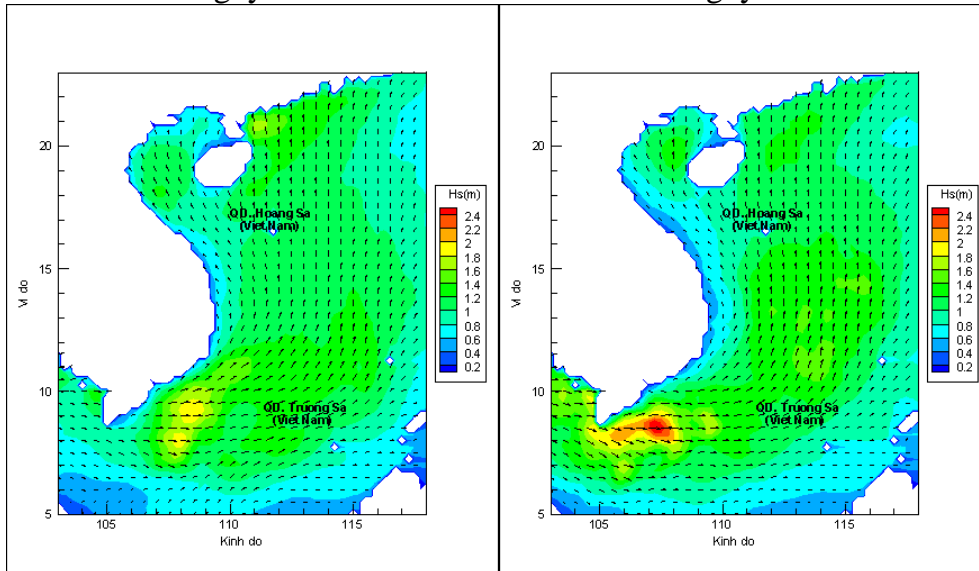 Hs(m)
2.4
2.2
2
1.8
1.6
1.4
1.2
1
0.8
0.6
0.4
0.2
20
15
10
5
Vi do
QD. Hoang Sa
(Viet Nam)
QD. Truong Sa
(Viet Nam)
105
110
115
Kinh do
Hs(m)
2.4
2.2
2
1.8
1.6
1.4
1.2
1
0.8
0.6
0.4
0.2
20
15
10
5
Vi do
QD. Hoang Sa
(Viet Nam)
QD. Truong Sa
(Viet Nam)
105
110
115
Kinh do